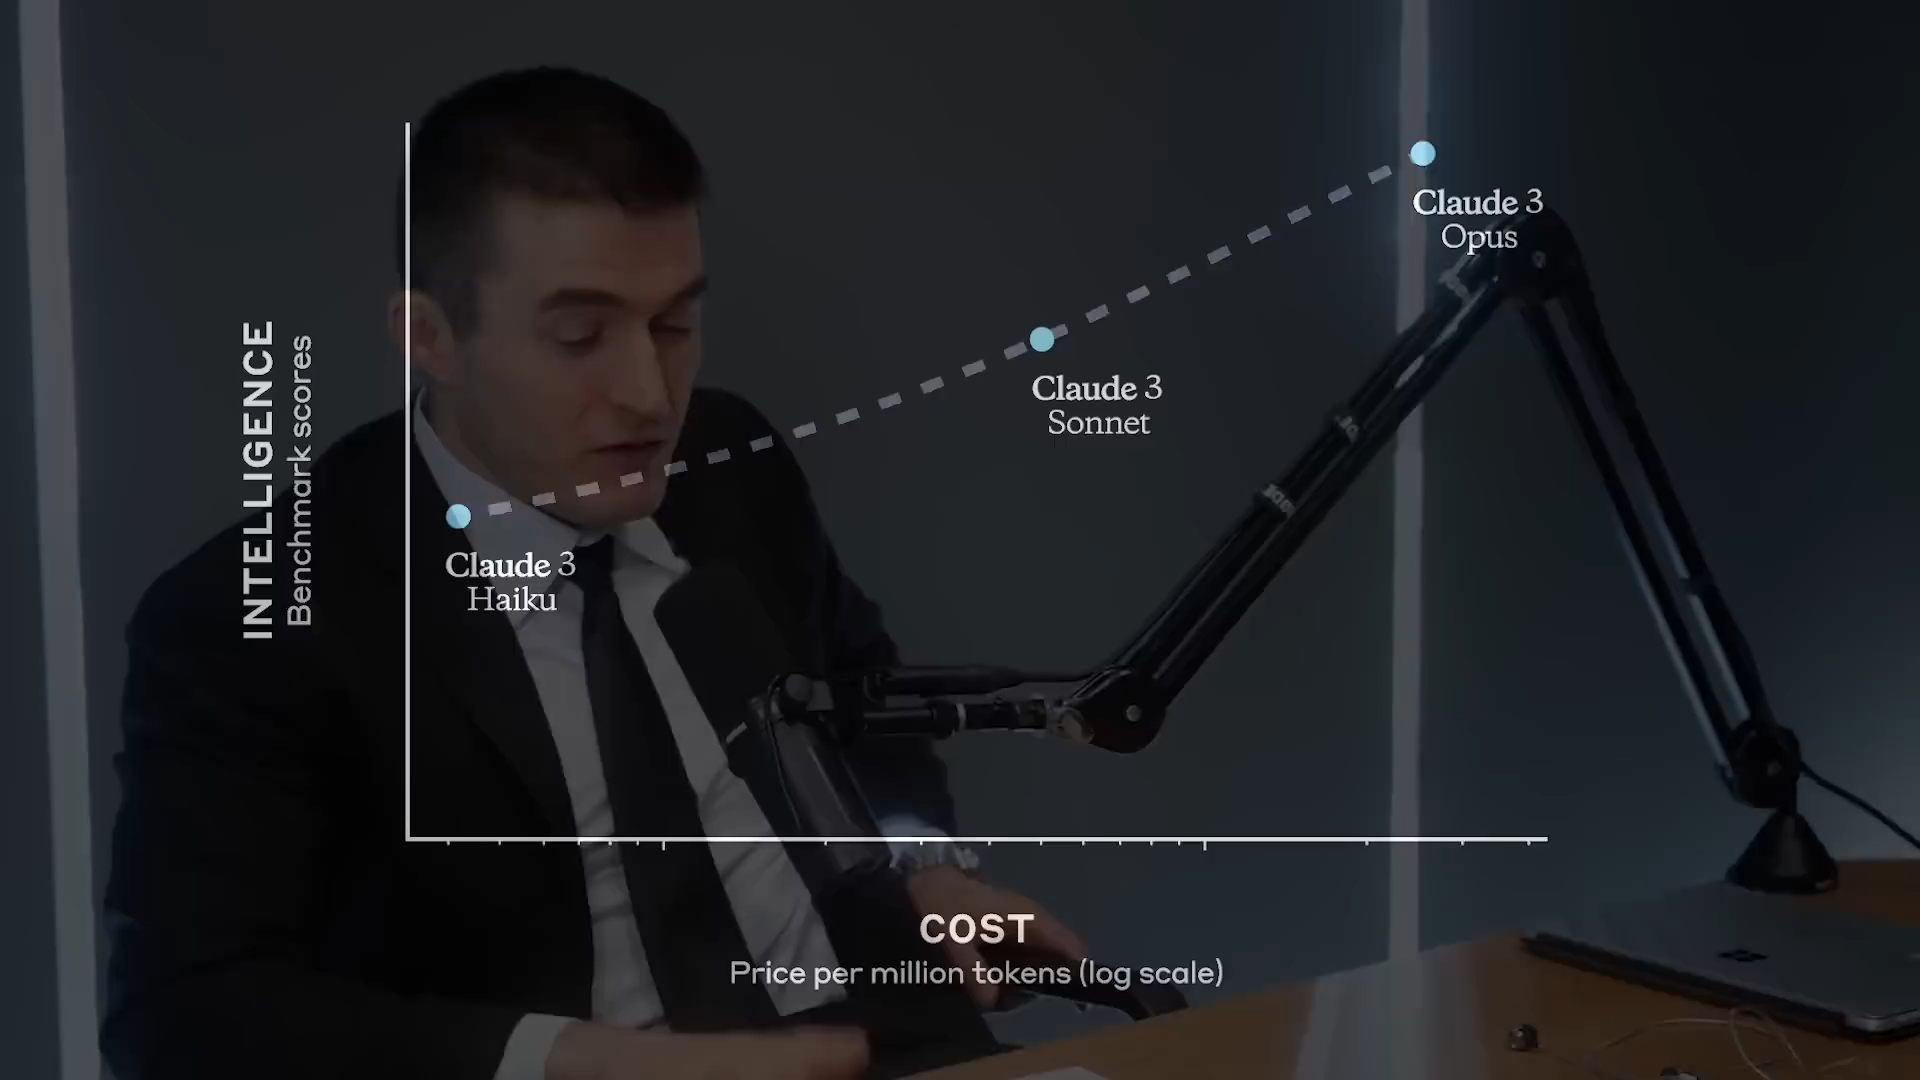 INTELLIGENCE
Benchmark scores
Claude 3
Opus
Claude 3
Sonnet
Claude 3
Haiku
COST
Price per million tokens (log scale)